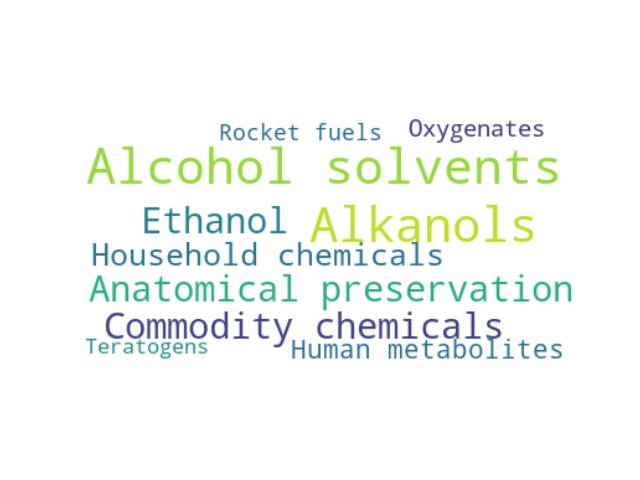 Rocket fuels
Oxygenates
Alcohol solvents
Ethanol
Alkanols
Household chemicals
Anatomical preservation
Commodity chemicals
Teratogens
Human metabolites